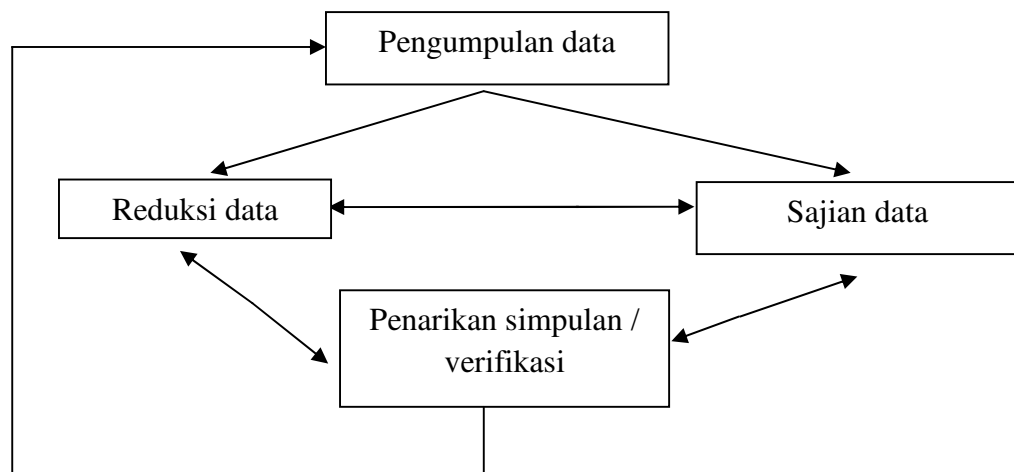 Pengumpulan data
Reduksi data
Sajian data
Penarikan simpulan /
verifikasi